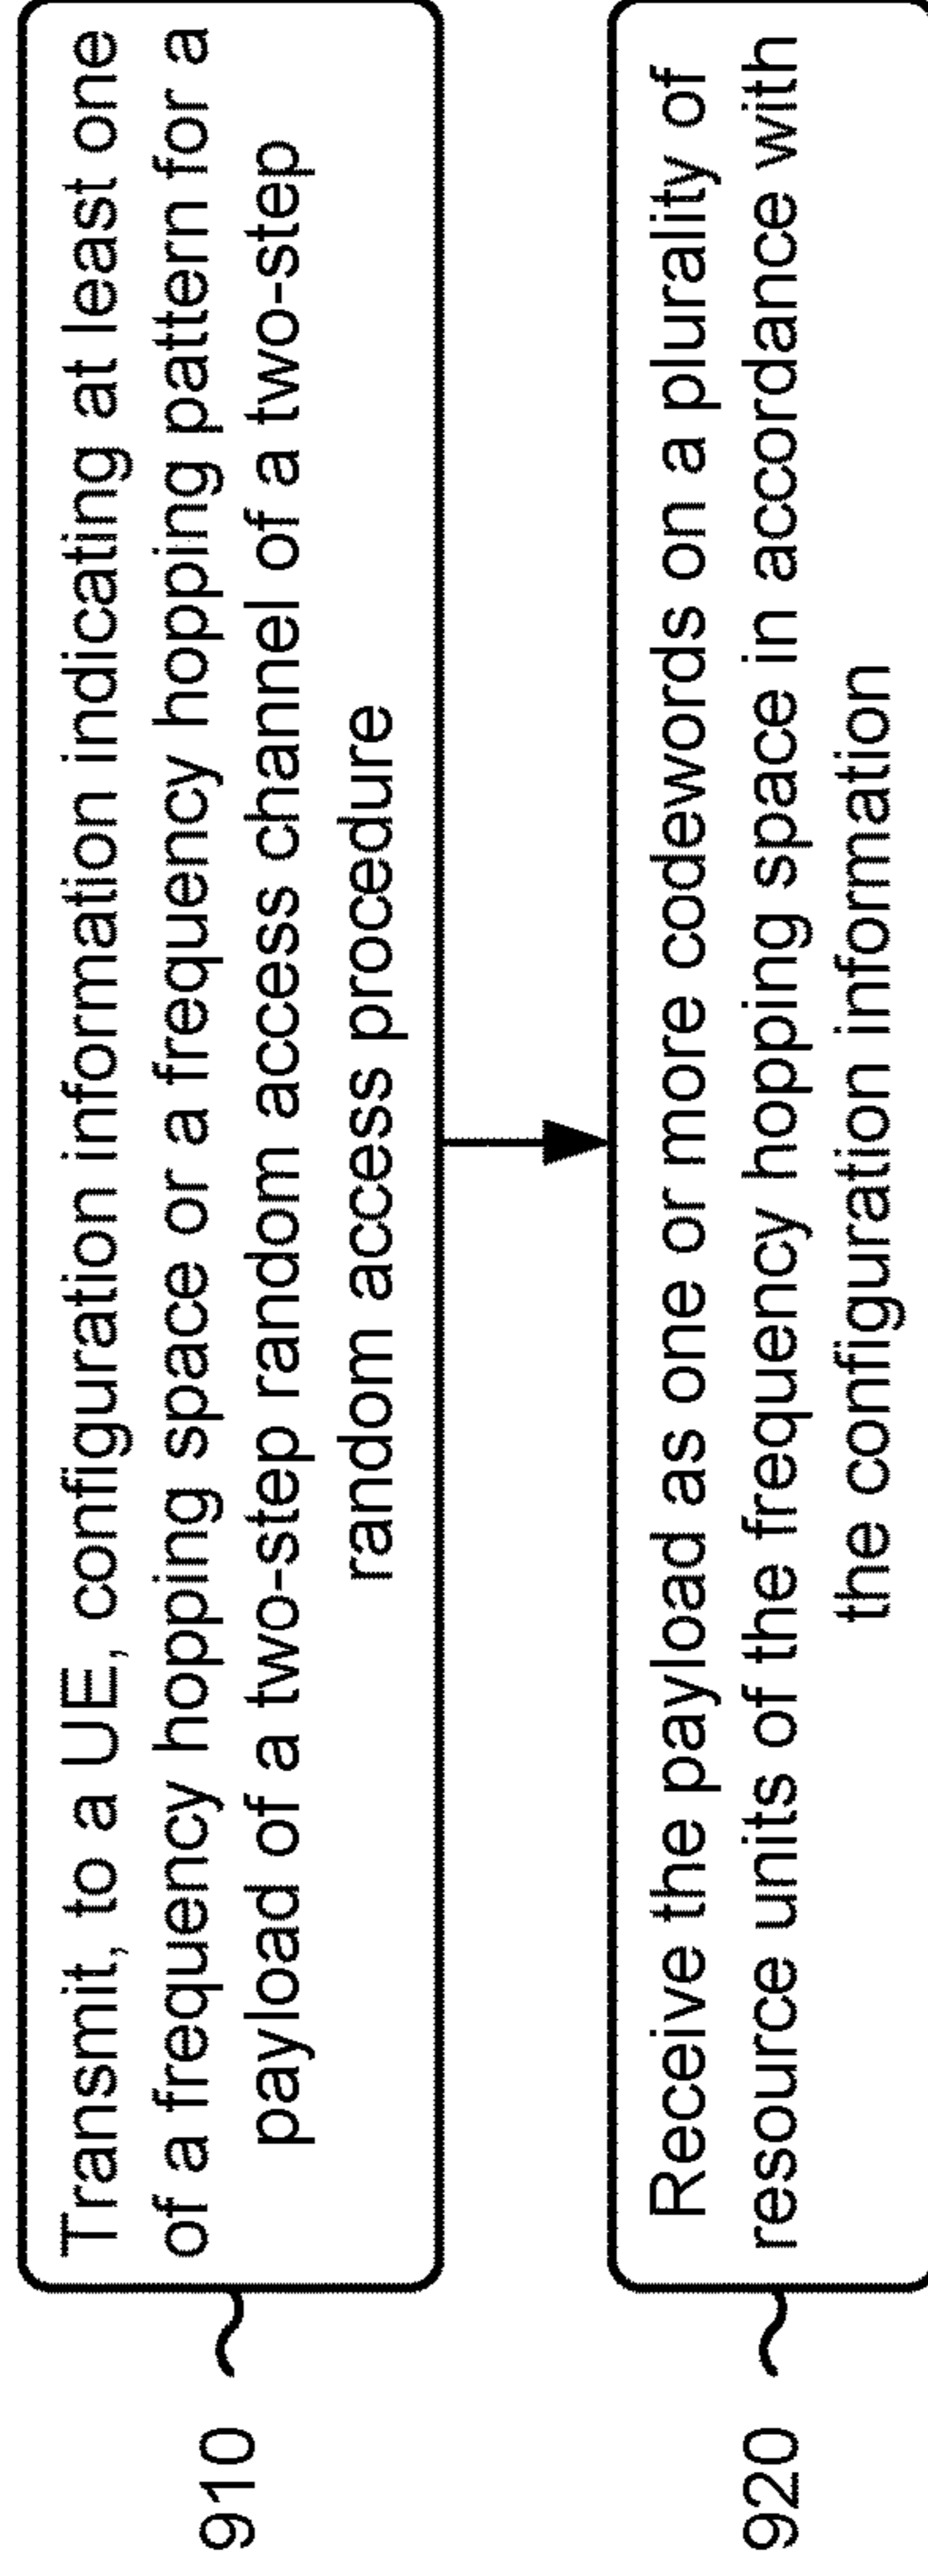 910
Transmit, to a UE, configuration information indicating at least one
of a frequency hopping space or a frequency hopping pattern for a
payload of a two-step random access channel of a two-step
random access procedure
920
Receive the payload as one or more codewords on a plurality of
resource units of the frequency hopping space in accordance with
the configuration information